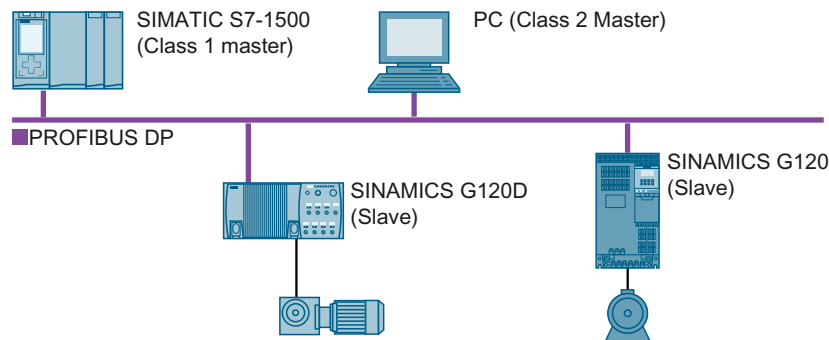 SIMATIC S7-1500
(Class 1 master)
PC (Class 2 Master)
PROFIBUS DP
SINAMICS G120D
(Slave)
SINAMICS G120
(Slave)